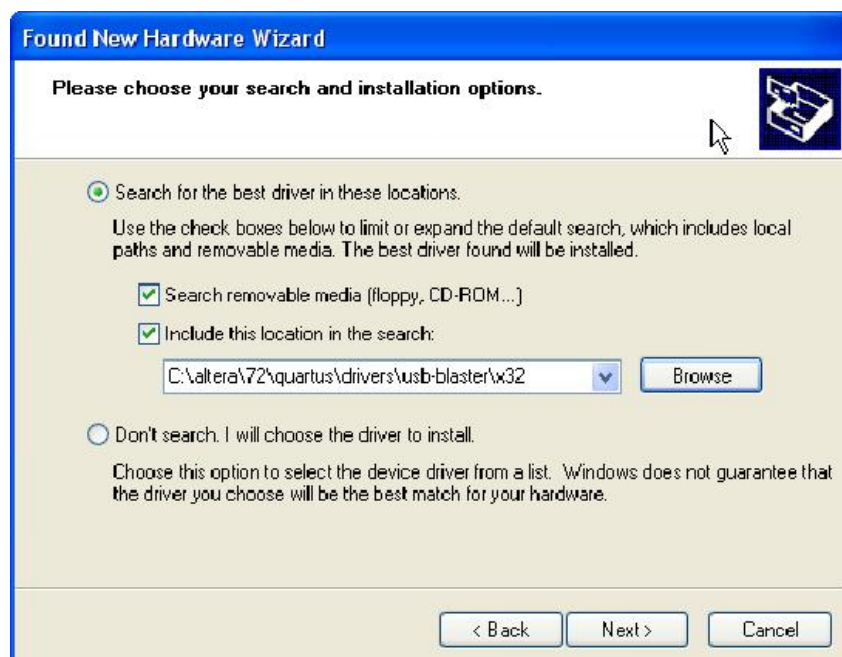 Found New Hardware Wizard
Please choose your search and installation options.
Search for the best driver in these locations.
Use the check boxes below to limit or expand the default search, which includes local
paths and removable media. The best driver found will be installed.
Search removable media (floppy, CD-ROM...)
Include this location in the search:
C:\altera\72\quartus\drivers\usb-blaster\x32
Browse
Don't search. I will choose the driver to install.
Choose this option to select the device driver from a list. Windows does not guarantee that
the driver you choose will be the best match for your hardware.
< Back
Next >
Cancel